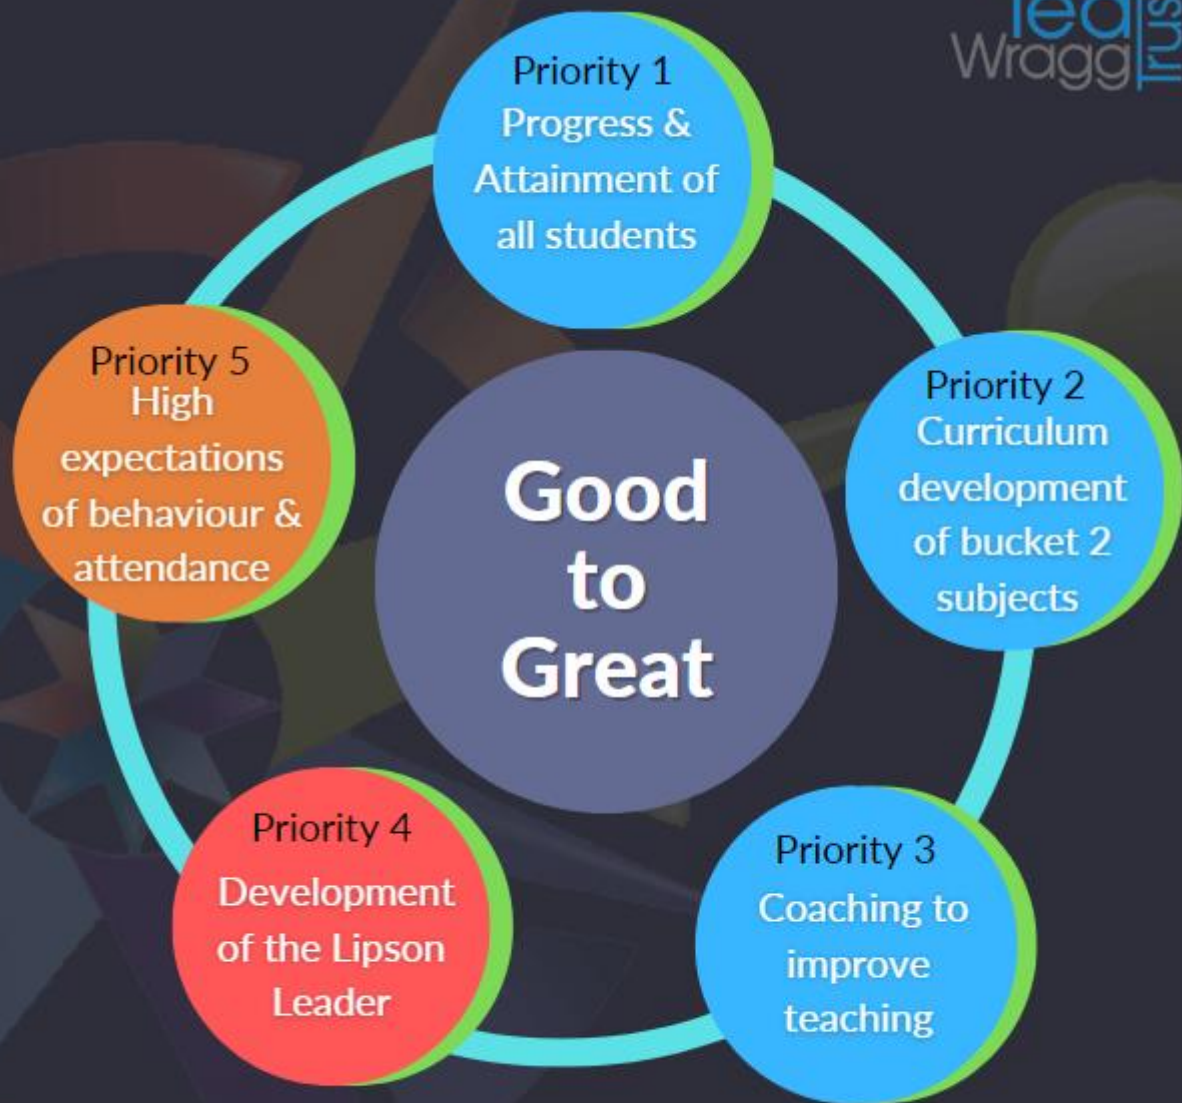 Ted
Wragg
Trust
Priority 1
Progress &
Attainment of
all students
Priority 2
Curriculum
development
of bucket 2
subjects
Priority 3
Coaching to
improve
teaching
Priority 4
Development
of the Lipson
Leader
Priority 5
High
expectations
of behaviour &
attendance
Good
to
Great